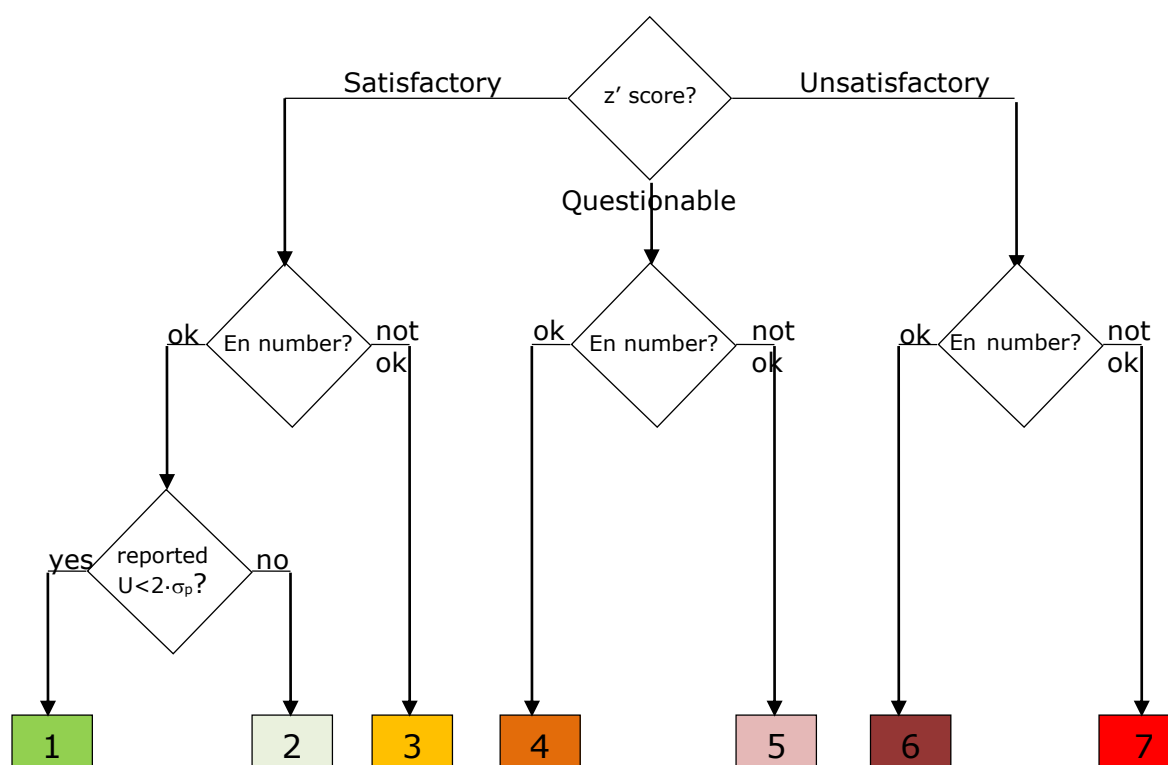 Satisfactory
z’ score?
Unsatisfactory
Questionable
ok
En number?
not
ok
ok
En number?
not
ok
ok
En number?
not
ok
yes
reported
U<2·σp?
no
1
2
3
4
5
6
7